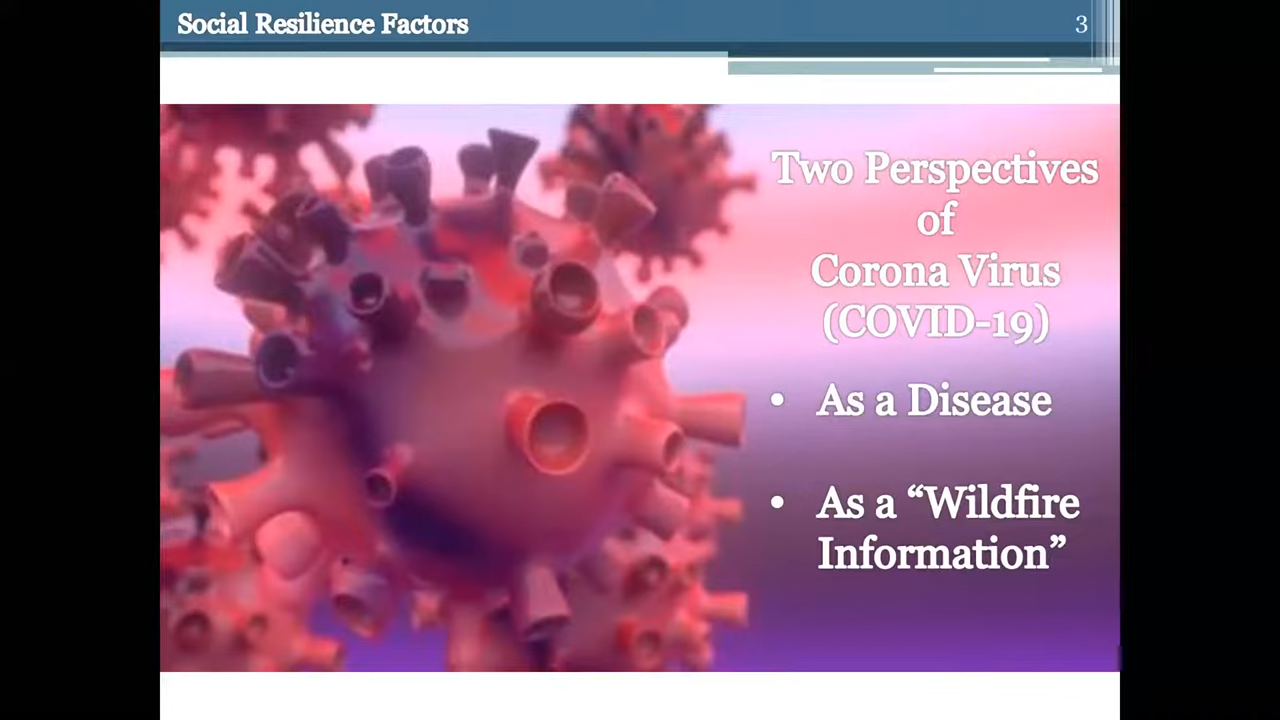 Social Resilience Factors
3
Two Perspectives
of
Corona Virus
(COVID-19)
• As a Disease
• As a “Wildfire
Information”